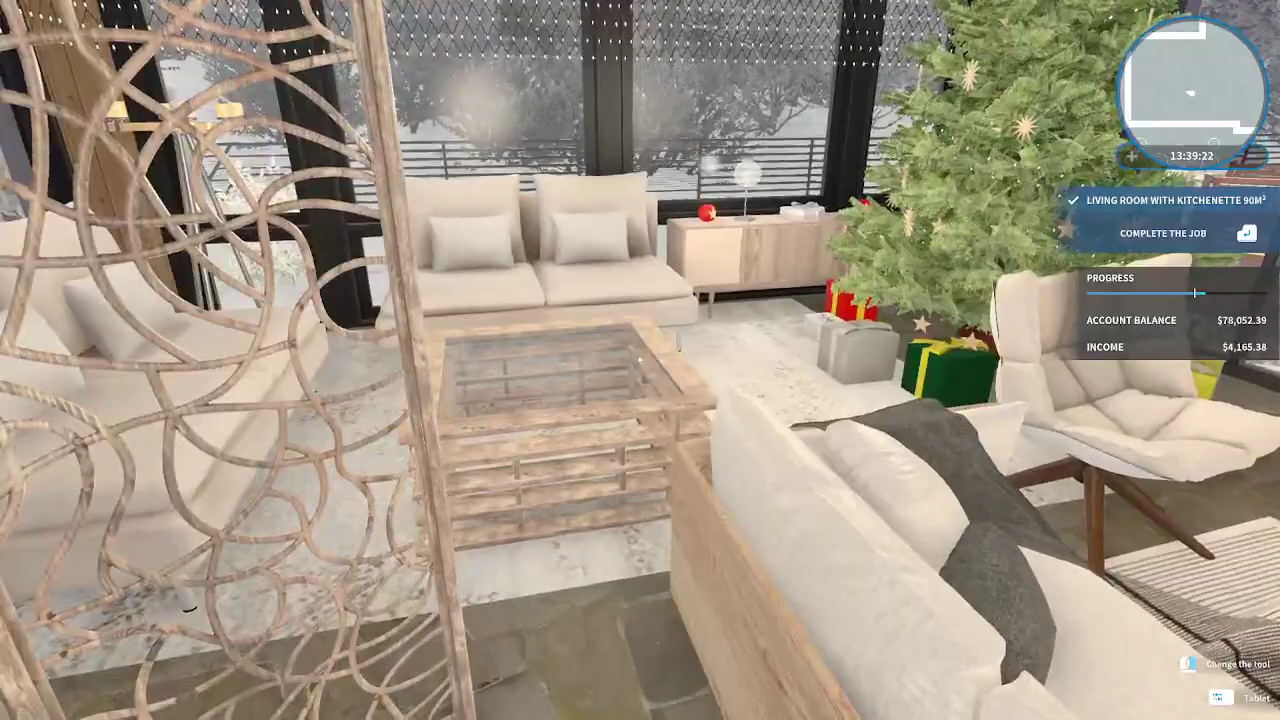 13:39:22
LIVING ROOM WITH KITCHENETTE 90M²
COMPLETE THE JOB
PROGRESS
ACCOUNT BALANCE $78,052.39
INCOME $4,165.38
Change the tool
Tablet